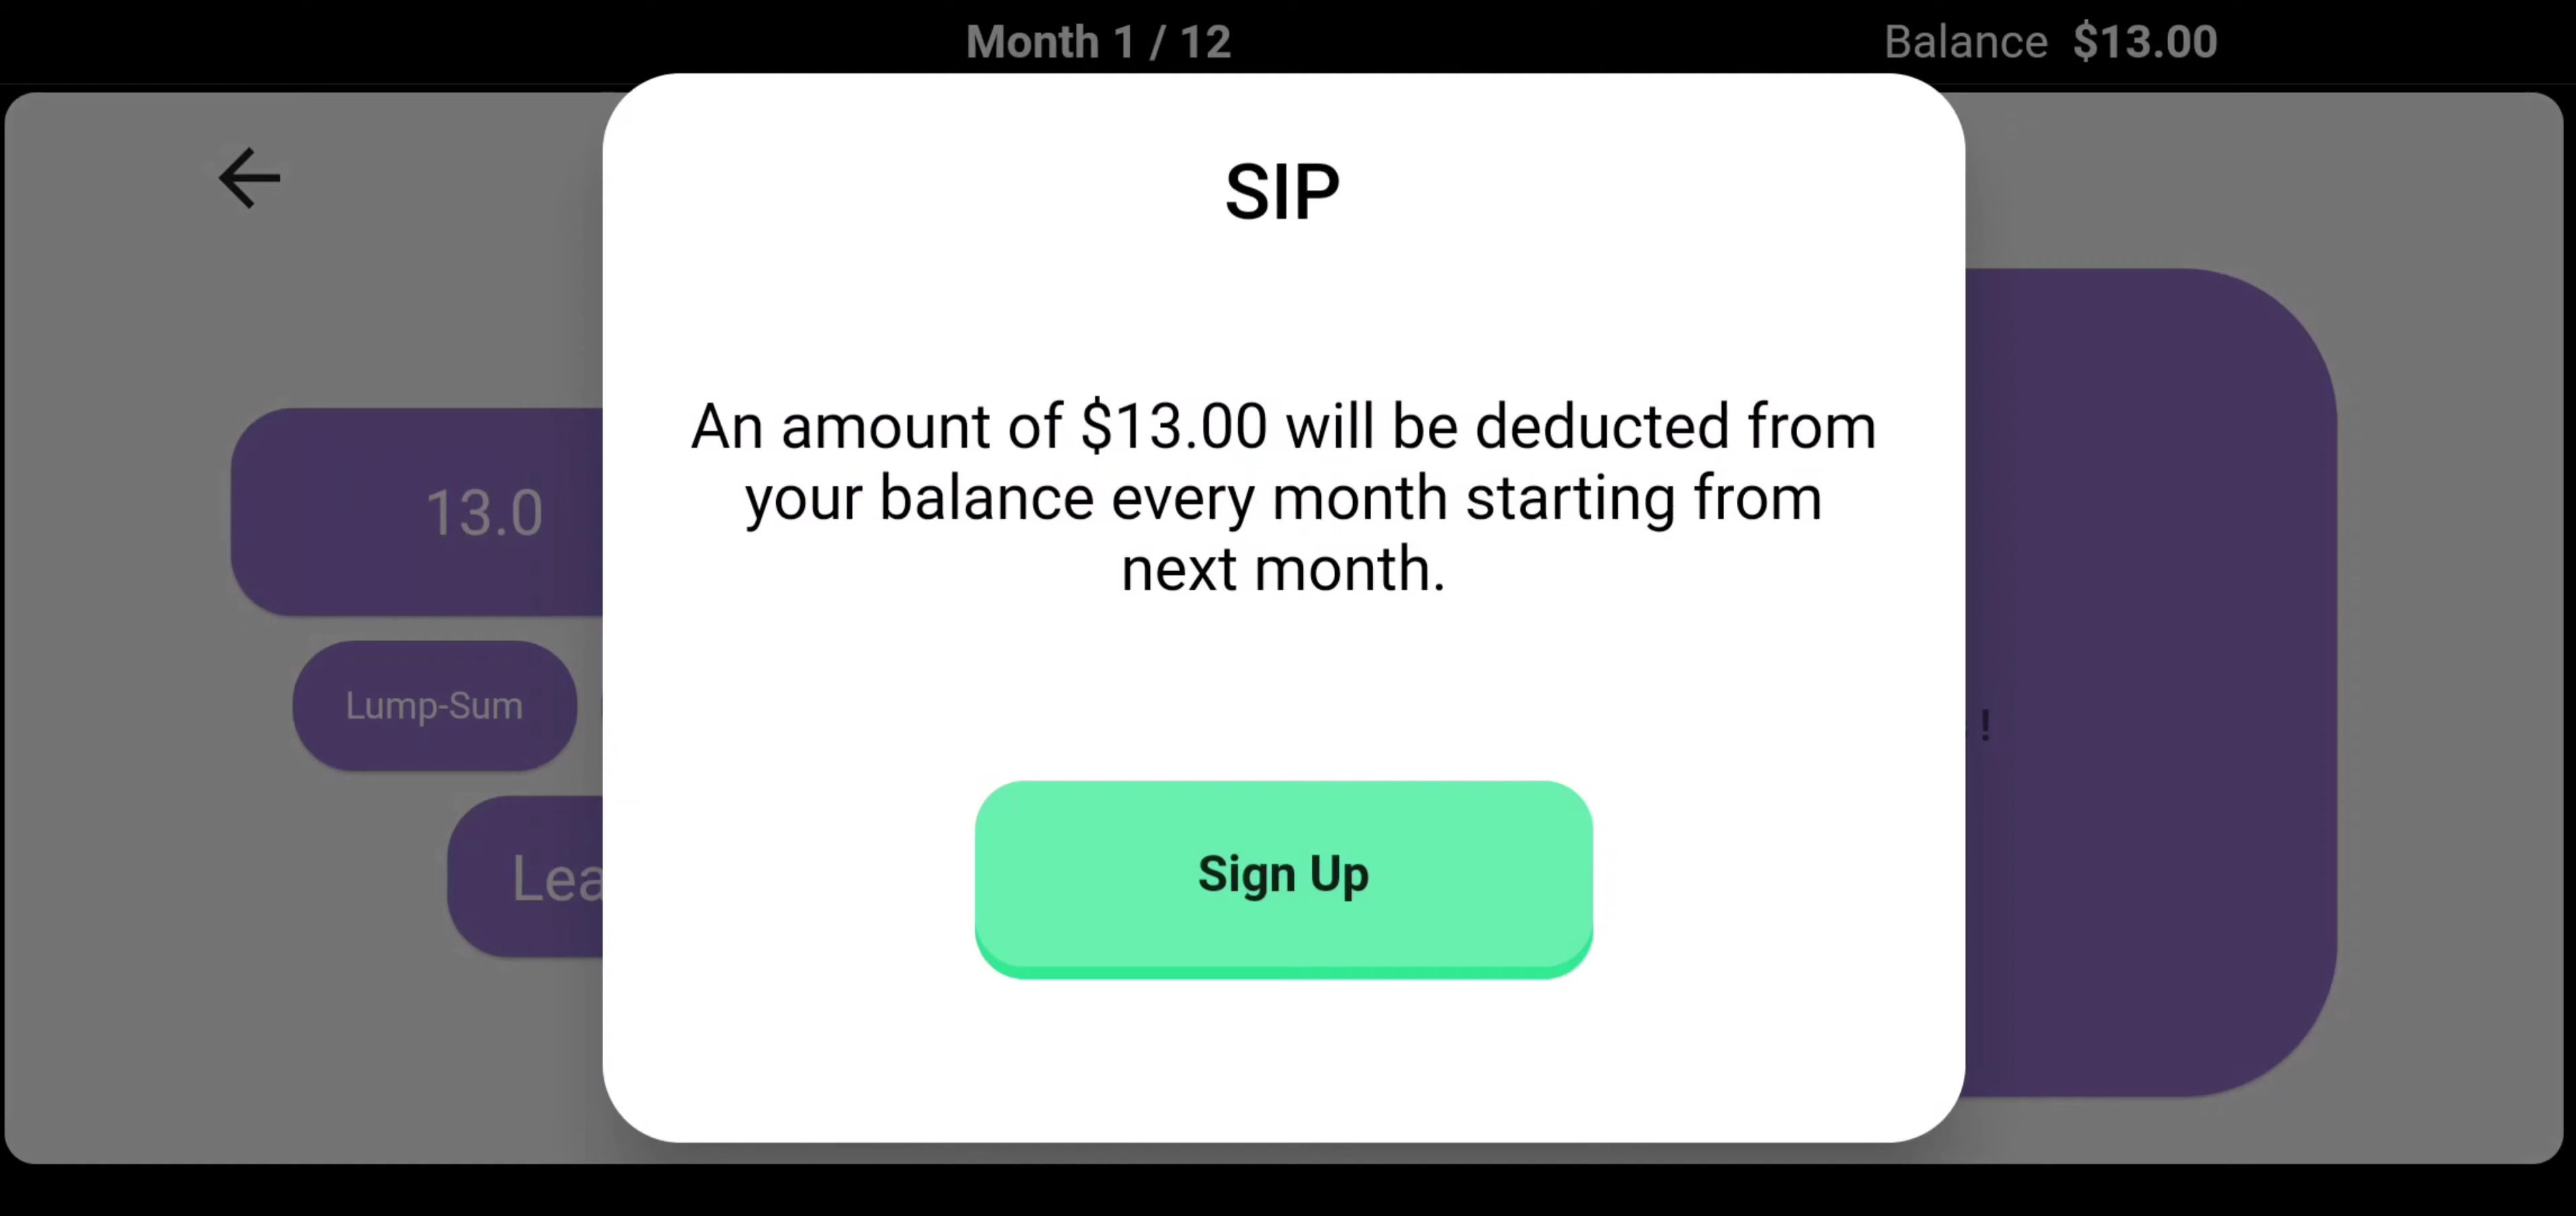 Month 1 / 12
Balance $13.00
SIP
An amount of $13.00 will be deducted from
your balance every month starting from
next month.
13.0
Lump-Sum
!
Lea
Sign Up